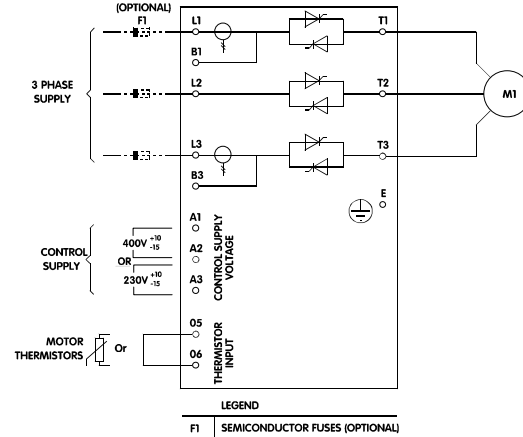 (OPTIONAL)
F1
L1
T1
B1
3 PHASE
SUPPLY
L2
T2
M1
L3
T3
B3
E
A1
400V +10 -15
CONTROL
SUPPLY
OR
A2
230V +10 -15
A3
CONTROL SUPPLY
VOLTAGE
05
MOTOR
THERMISTORS
Or
06
THERMISTOR
INPUT
LEGEND
F1 SEMICONDUCTOR FUSES (OPTIONAL)